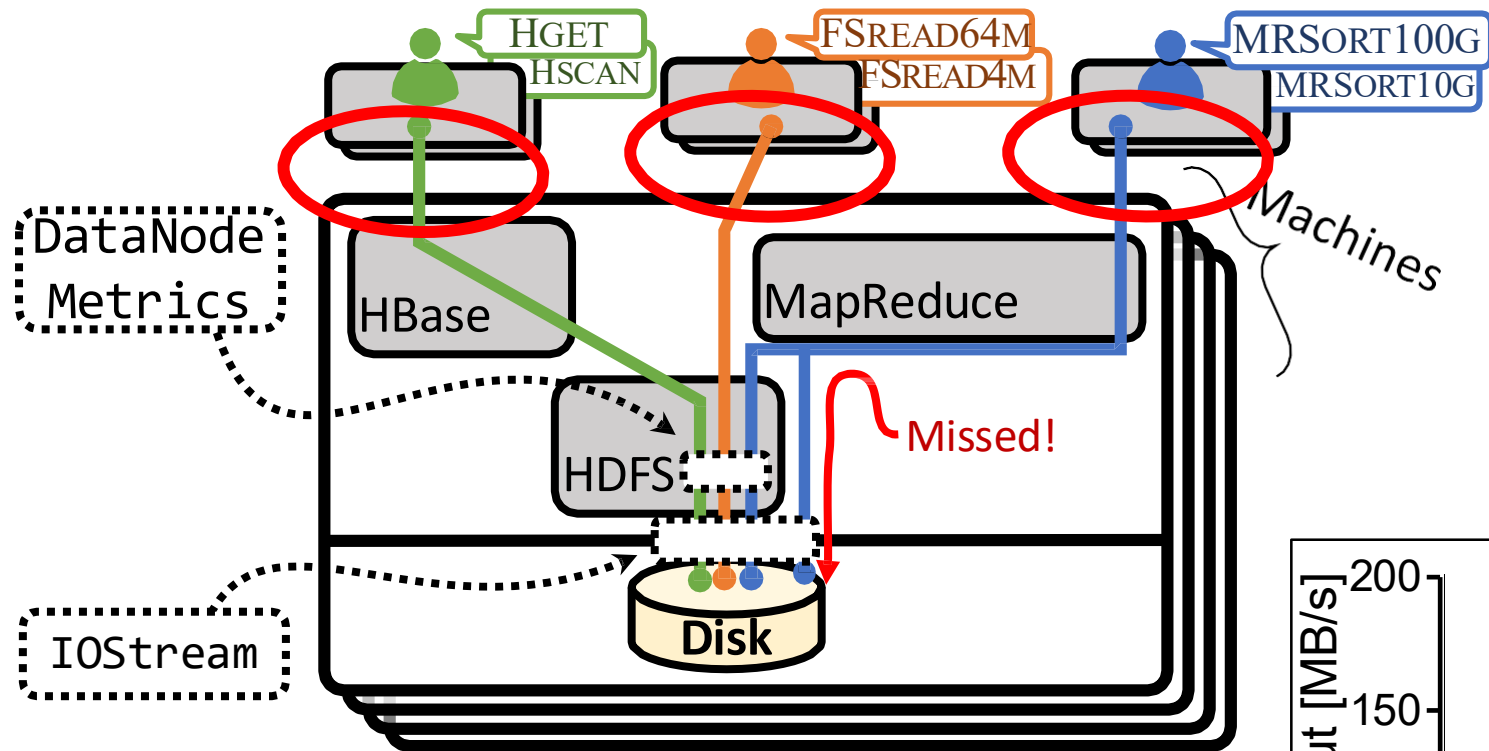 HGET
HSCAN
FSREAD64M
FSREAD4M
MRSORT100G
MRSORT10G
Machines
DataNode
Metrics
HBase
MapReduce
Missed!
HDFS
IOStream
Disk
[MB/s]
200
150